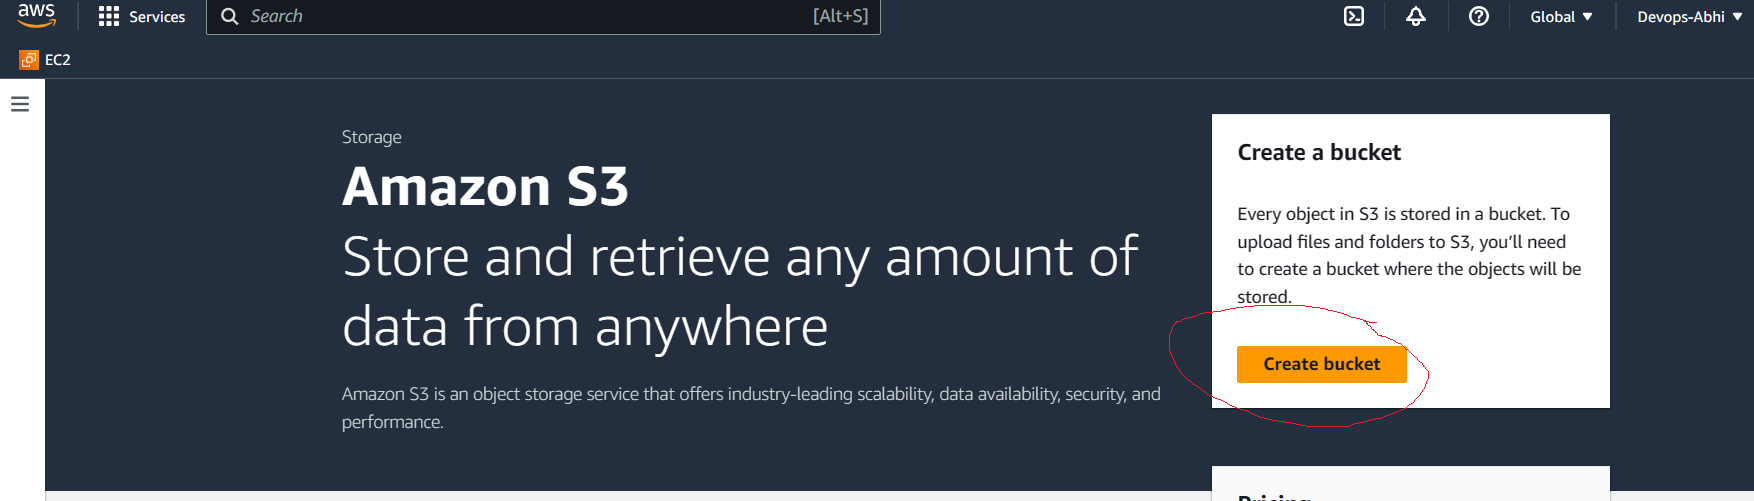 aws
Services
Search
[Alt+S]
Global
Devops-Abhi
EC2
Storage
Amazon S3
Store and retrieve any amount of
data from anywhere
Amazon S3 is an object storage service that offers industry-leading scalability, data availability, security, and
performance.
Create a bucket
Every object in S3 is stored in a bucket. To
upload files and folders to S3, you’ll need
to create a bucket where the objects will be
stored.
Create bucket
Pricing